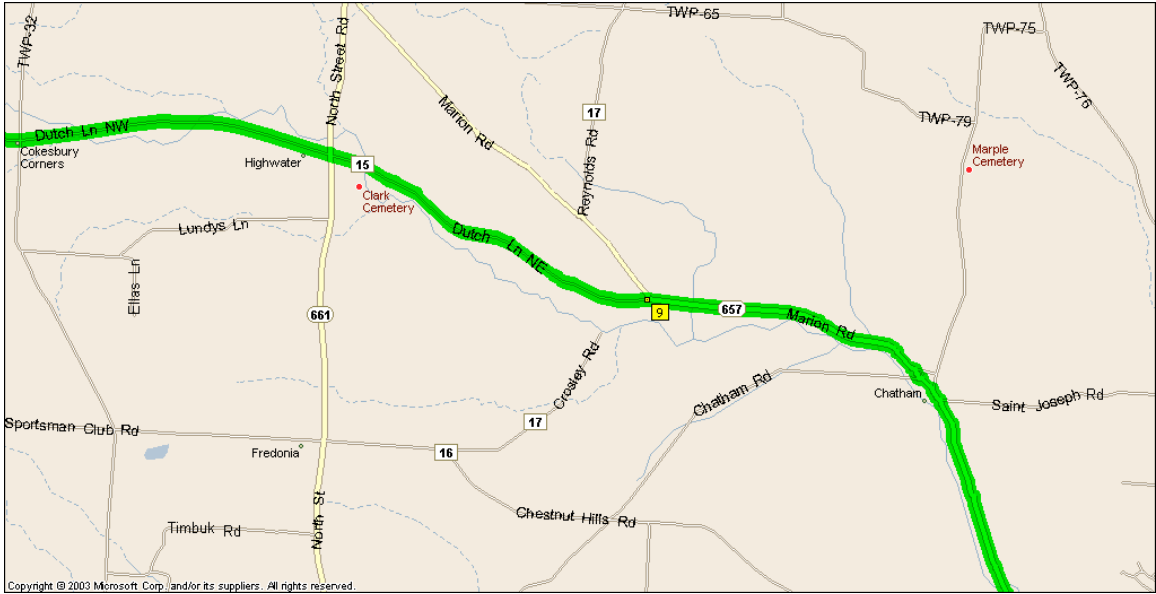 TWP-32
North Street Rd
TWP-65
TWP-75
TWP-76
Marion Rd
17
Reynolds Rd
TWP-79
Dutch Ln NW
Cokesbury
Corners
Highwater
15
Clark
Cemetery
Marple
Cemetery
Lundys Ln
Dutch Ln NE
Ellas Ln
661
9
657
Marion Rd
Crosley Rd
Chatham Rd
Chatham
Saint Joseph Rd
Sportsman Club Rd
17
Fredonia
16
North St
Timbuk Rd
Chestnut Hills Rd
Copyright © 2003 Microsoft Corp. and/or its suppliers. All rights reserved.